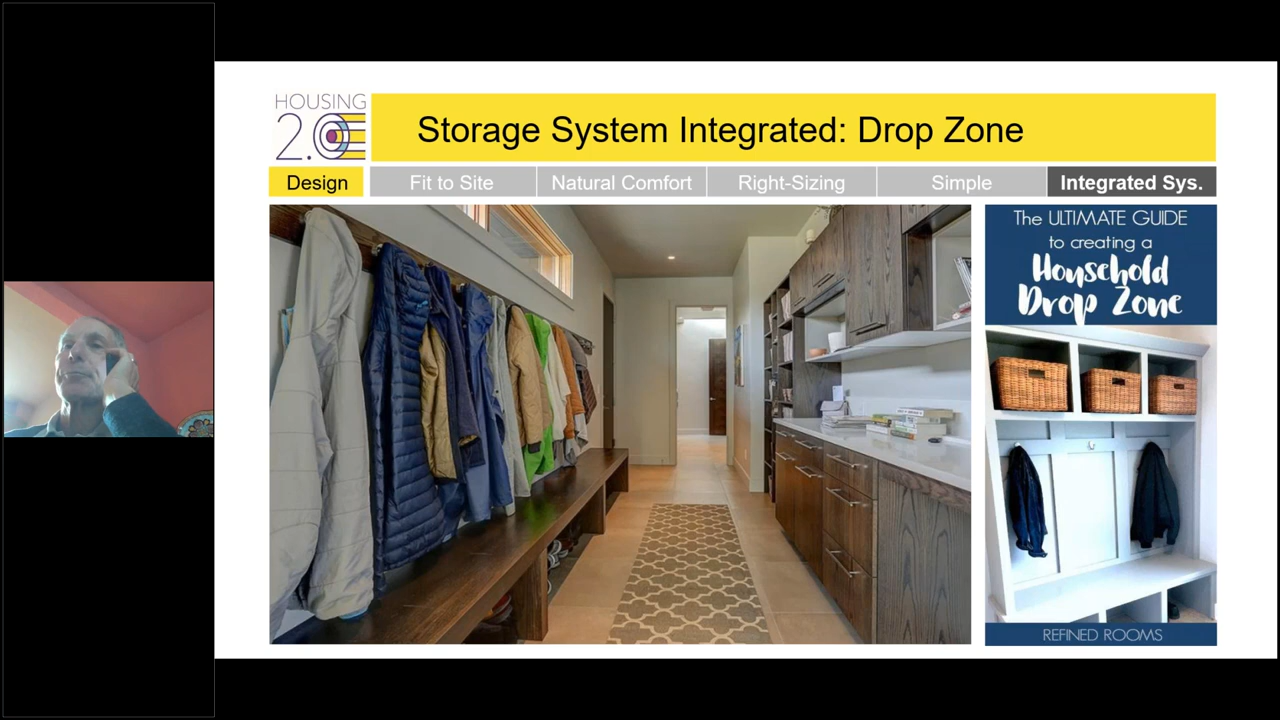 HOUSING
2.0
Storage System Integrated: Drop Zone
Design
Fit to Site
Natural Comfort
Right-Sizing
Simple
Integrated Sys.
The ULTIMATE GUIDE
to creating a
Household
Drop Zone
REFINED ROOMS